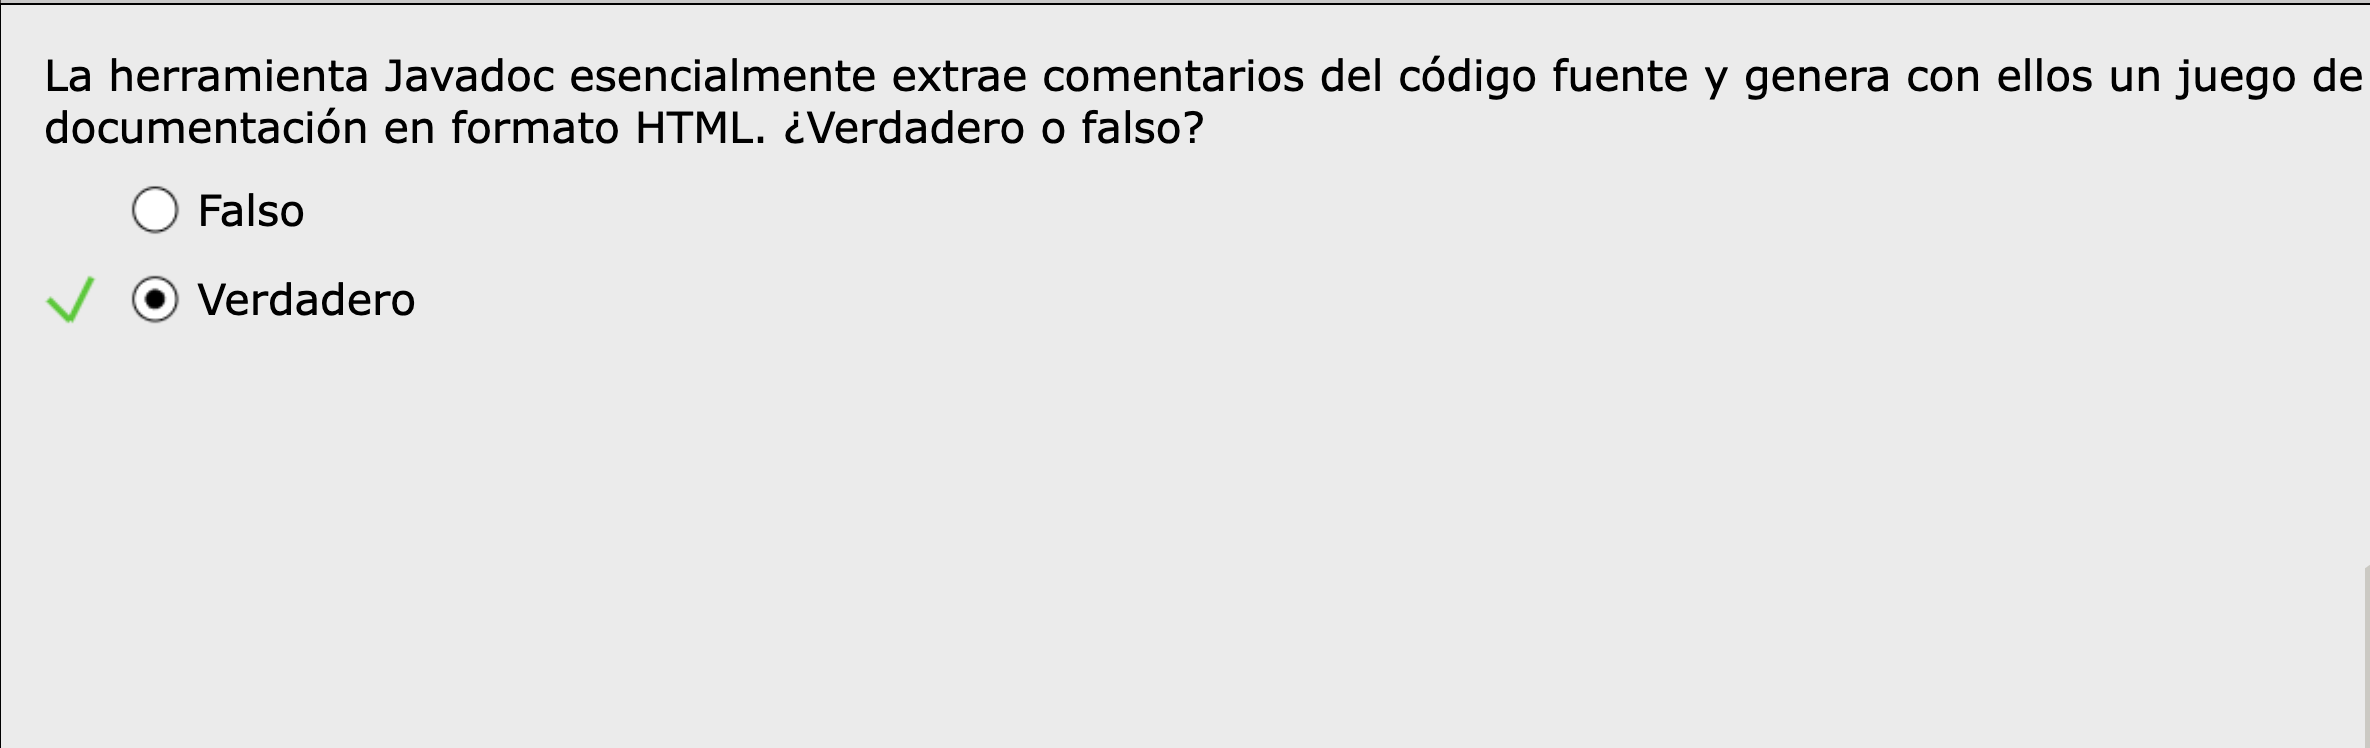 La herramienta Javadoc esencialmente extrae comentarios del código fuente y genera con ellos un juego de
documentación en formato HTML. ¿Verdadero o falso?
Falso
Verdadero